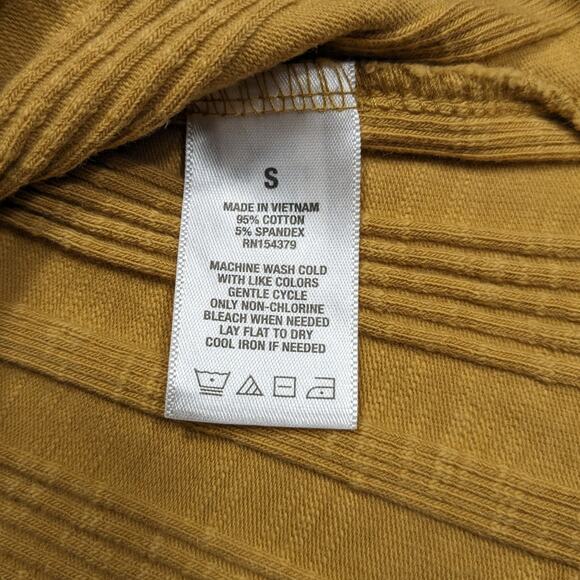 S
MADE IN VIETNAM
95% COTTON
5% SPANDEX
RN154379
MACHINE WASH COLD
WITH LIKE COLORS
GENTLE CYCLE
ONLY NON-CHLORINE
BLEACH WHEN NEEDED
LAY FLAT TO DRY
COOL IRON IF NEEDED